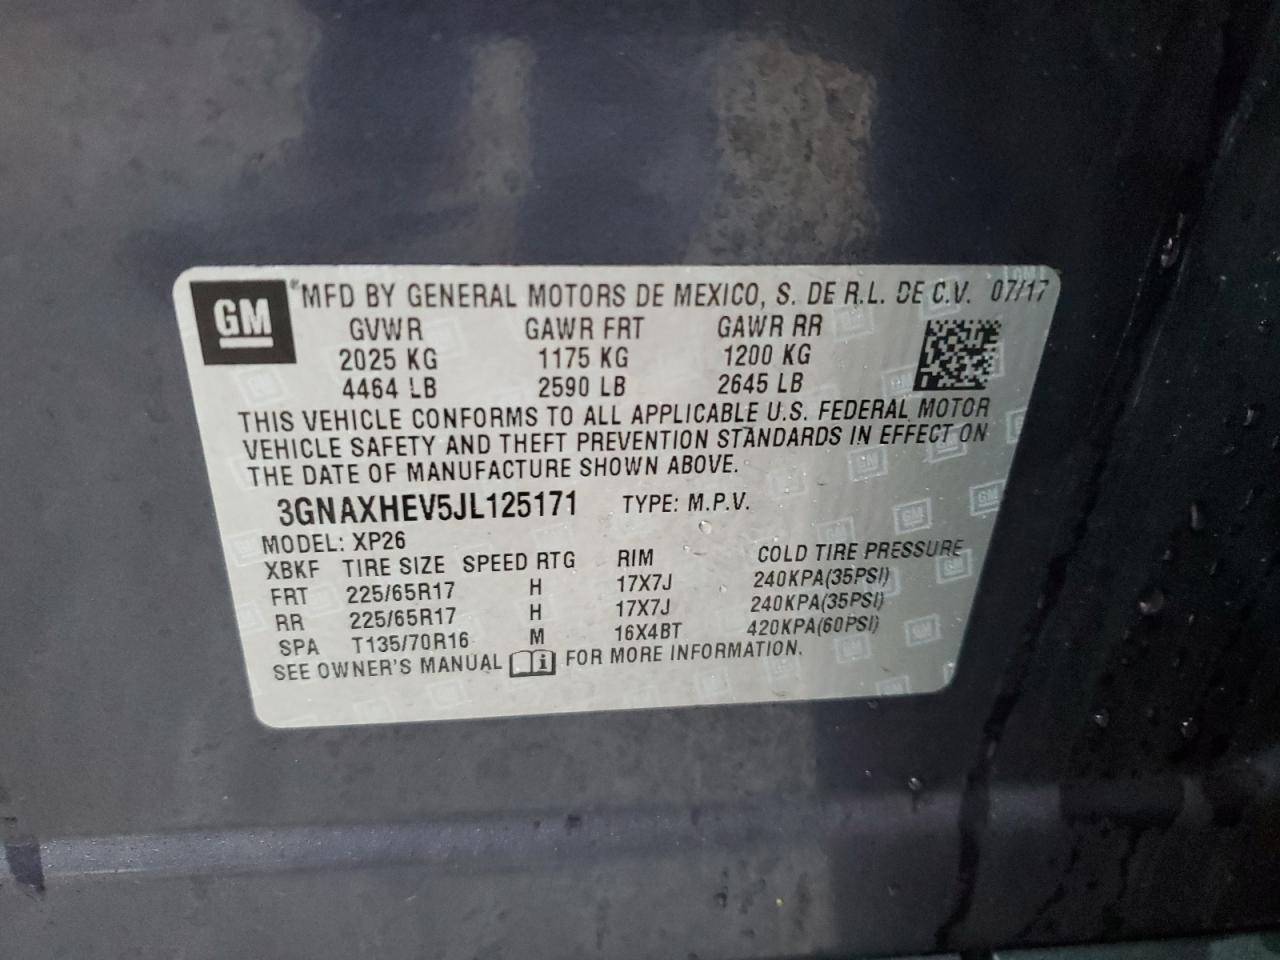 GM MFD BY GENERAL MOTORS DE MEXICO, S. DE R.L. DE C.V. 07/17
GVWR GAWR FRT GAWR RR
2025 KG 1175 KG 1200 KG
4464 LB 2590 LB 2645 LB
THIS VEHICLE CONFORMS TO ALL APPLICABLE U.S. FEDERAL MOTOR
VEHICLE SAFETY AND THEFT PREVENTION STANDARDS IN EFFECT ON
THE DATE OF MANUFACTURE SHOWN ABOVE.
3GNAXHEV5JL125171 TYPE: M.P.V.
MODEL: XP26
XBKF TIRE SIZE SPEED RTG RIM COLD TIRE PRESSURE
FRT 225/65R17 H 17X7J 240KPA(35PSI)
RR 225/65R17 H 17X7J 240KPA(35PSI)
SPA T135/70R16 M 16X4BT 420KPA(60PSI)
SEE OWNER'S MANUAL FOR MORE INFORMATION.